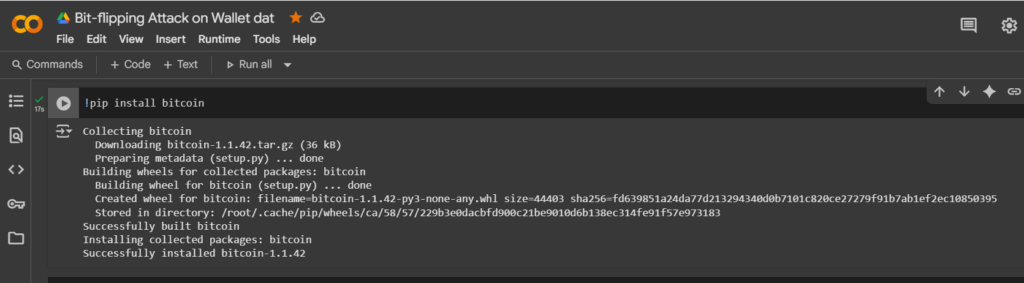 Bit-flipping Attack on Wallet dat
File Edit View Insert Runtime Tools Help
Commands + Code + Text Run all
17s
!pip install bitcoin
Collecting bitcoin
Downloading bitcoin-1.1.42.tar.gz (36 kB)
Preparing metadata (setup.py) ... done
Building wheels for collected packages: bitcoin
Building wheel for bitcoin (setup.py) ... done
Created wheel for bitcoin: filename=bitcoin-1.1.42-py3-none-any.whl size=44403 sha256=fd639851a24da77d213294340d0b7101c820ce27279f91b7ab1ef2ec10850395
Stored in directory: /root/.cache/pip/wheels/ca/58/57/229b3e0dacbfd900c21be9010d6b138ec314fe91f57e973183
Successfully built bitcoin
Installing collected packages: bitcoin
Successfully installed bitcoin-1.1.42